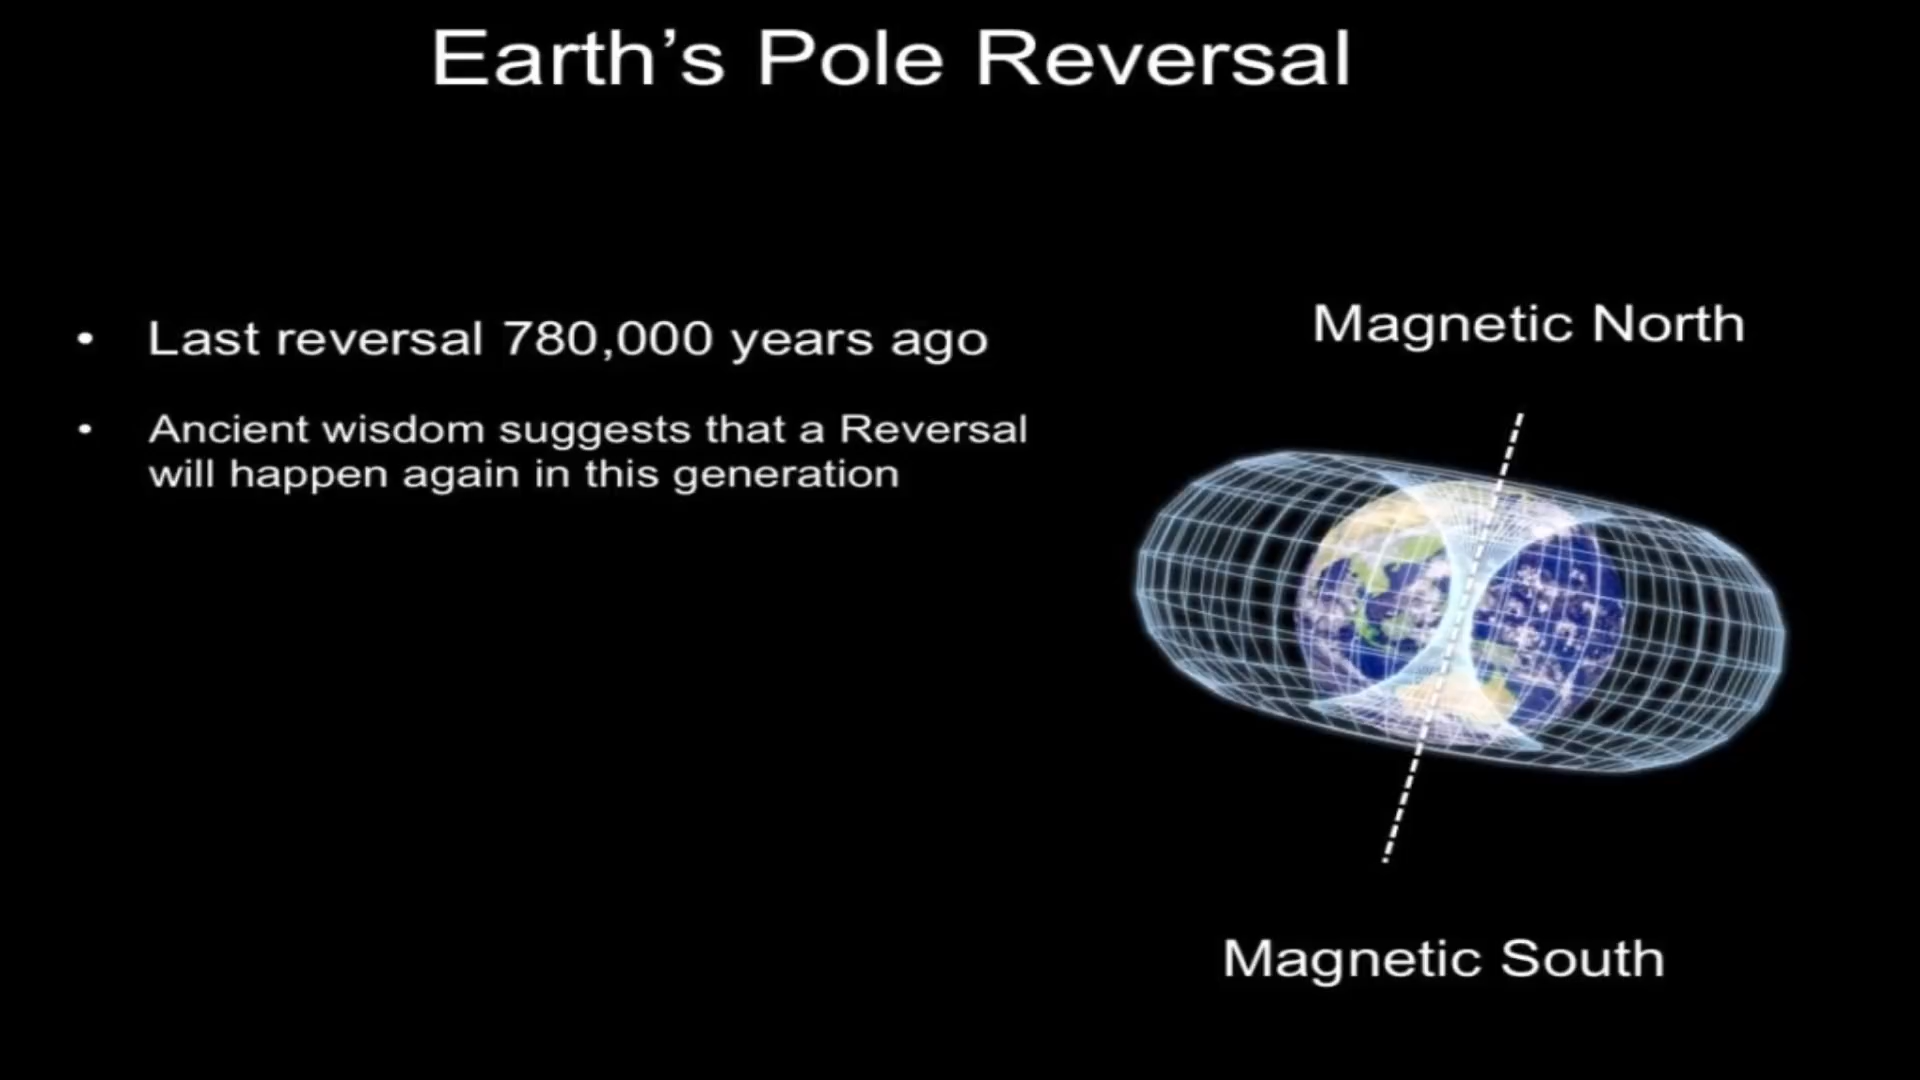 Earth's Pole Reversal
• Last reversal 780,000 years ago
• Ancient wisdom suggests that a Reversal
will happen again in this generation
Magnetic North
Magnetic South